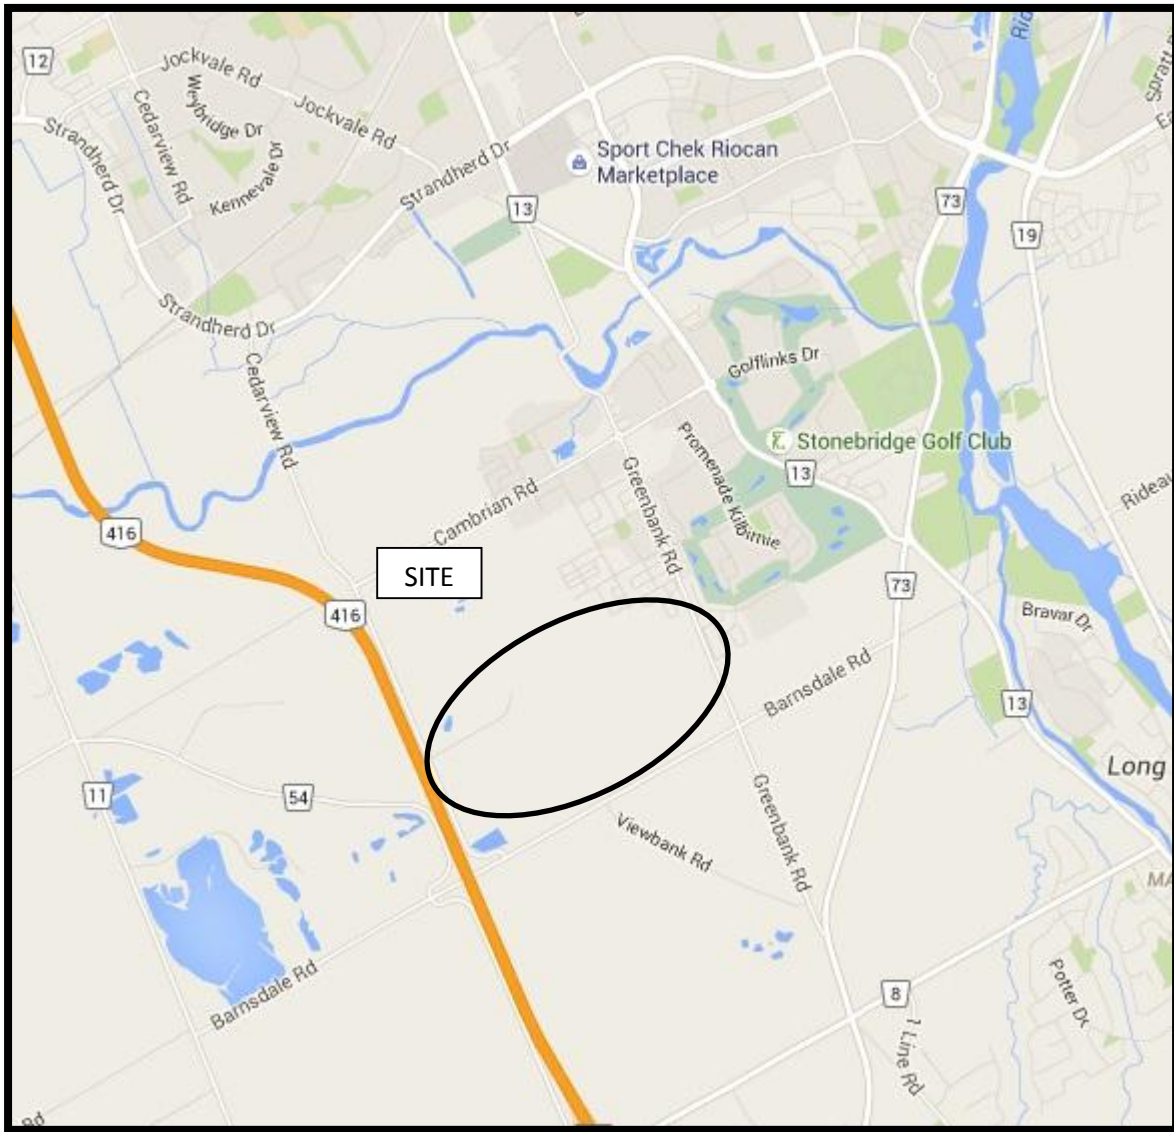 12
Jockvale Rd
Weybridge Dr
Cedarview Rd
Jockvale Rd
Strandherd Dr
Kennevale Dr
Strandherd Dr
Sport Chek Riocan
Marketplace
13
73
19
Strandherd Dr
Cedarview Rd
Golflinks Dr
Stonebridge Golf Club
Promenade Kilbirnie
13
Greenbank Rd
Cambrian Rd
416
SITE
416
73
Bravar Dr
Barnsdale Rd
13
Long
11
54
Greenbank Rd
Viewbank Rd
Barnsdale Rd
8
Potter Dr
Line Rd
Rd